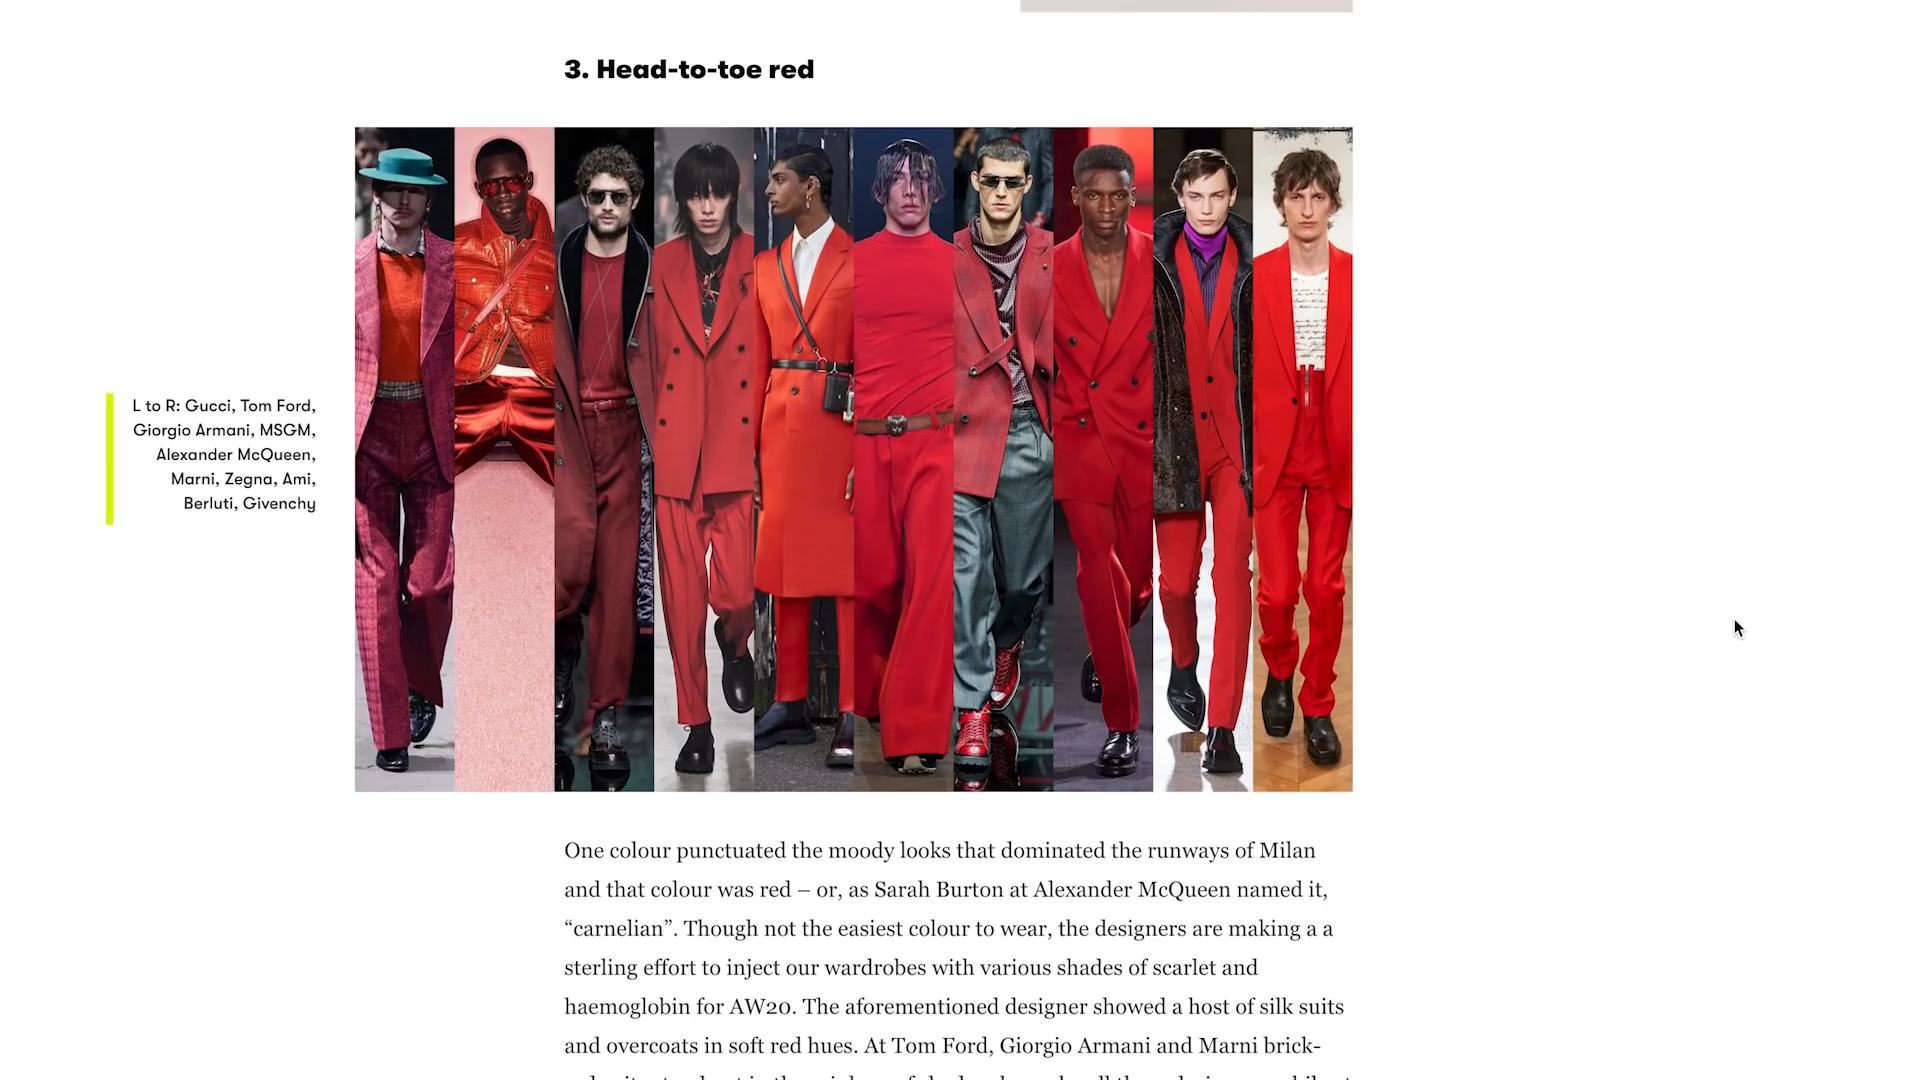 3. Head-to-toe red
L to R: Gucci, Tom Ford,
Giorgio Armani, MSGM,
Alexander McQueen,
Marni, Zegna, Ami,
Berluti, Givenchy
One colour punctuated the moody looks that dominated the runways of Milan
and that colour was red – or, as Sarah Burton at Alexander McQueen named it,
“carnelian”. Though not the easiest colour to wear, the designers are making a a
sterling effort to inject our wardrobes with various shades of scarlet and
haemoglobin for AW20. The aforementioned designer showed a host of silk suits
and overcoats in soft red hues. At Tom Ford, Giorgio Armani and Marni brick-